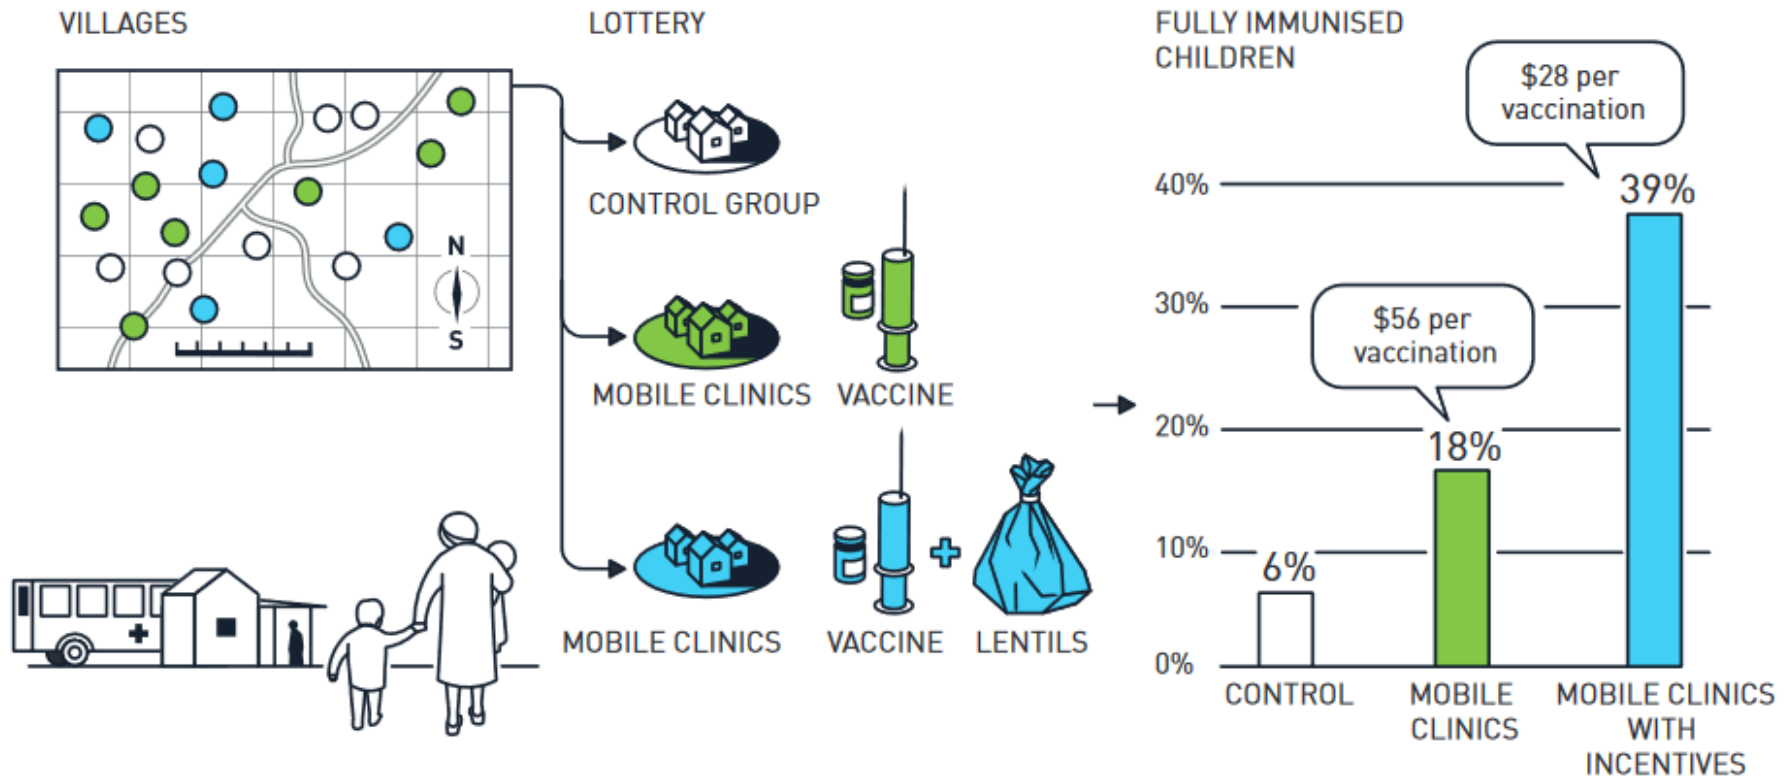 VILLAGES
N
S
LOTTERY
CONTROL GROUP
MOBILE CLINICS
VACCINE
MOBILE CLINICS
VACCINE
LENTILS
FULLY IMMUNISED
CHILDREN
$28 per
vaccination
40%
39%
30%
$56 per
vaccination
20%
18%
10%
6%
0%
CONTROL
MOBILE
CLINICS
MOBILE CLINICS
WITH
INCENTIVES